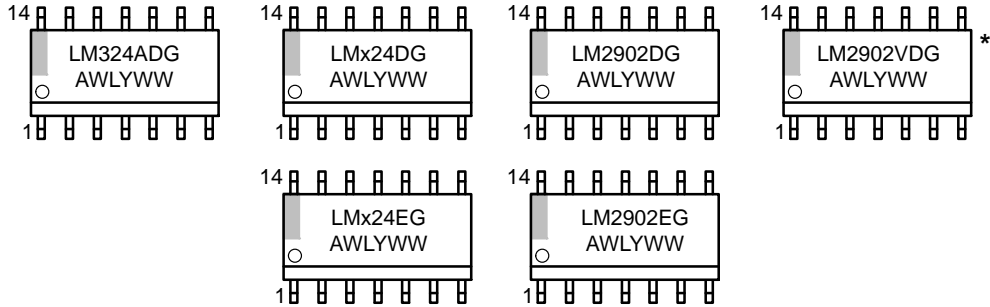 14 14 14 14
LM324ADG LMx24DG LM2902DG LM2902VDG *
AWLYWW AWLYWW AWLYWW AWLYWW
1 1 1 1
14 14
LMx24EG LM2902EG
AWLYWW AWLYWW
1 1